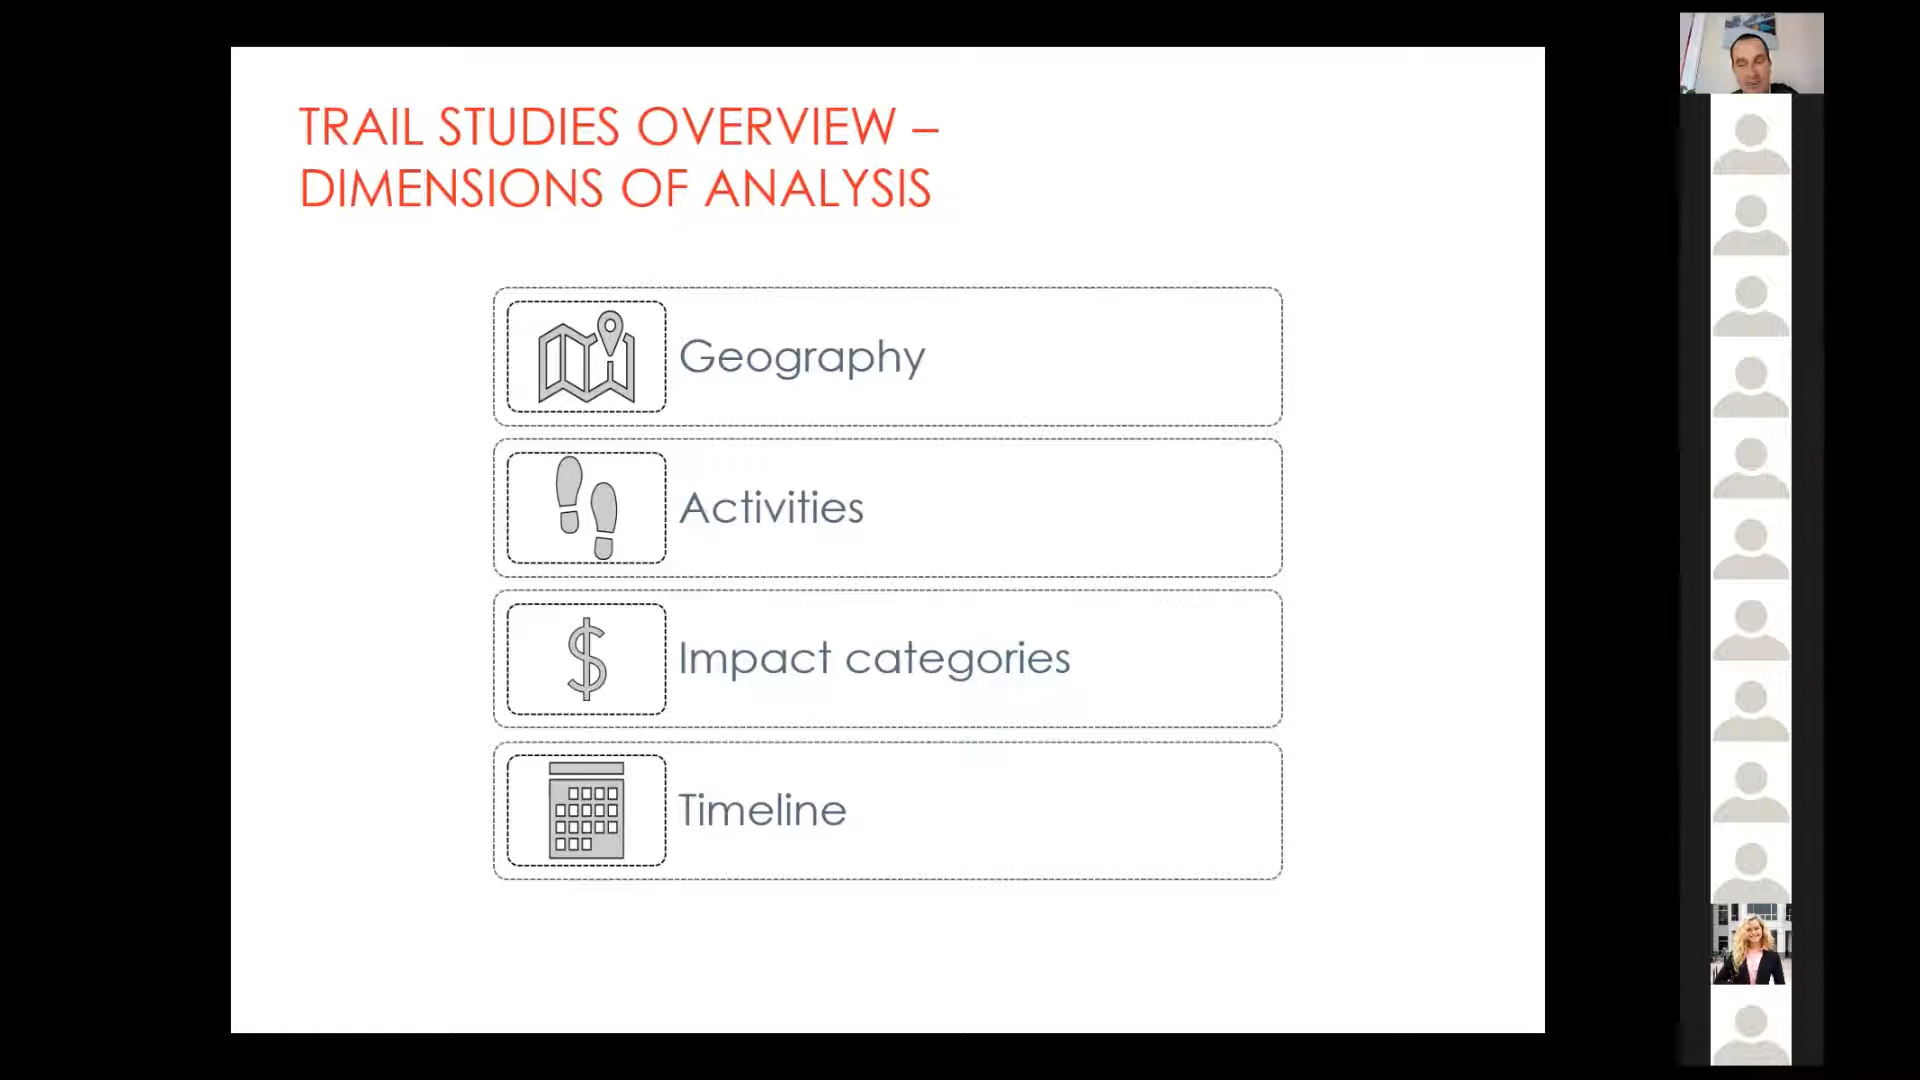 TRAIL STUDIES OVERVIEW –
DIMENSIONS OF ANALYSIS
Geography
Activities
$
Impact categories
Timeline